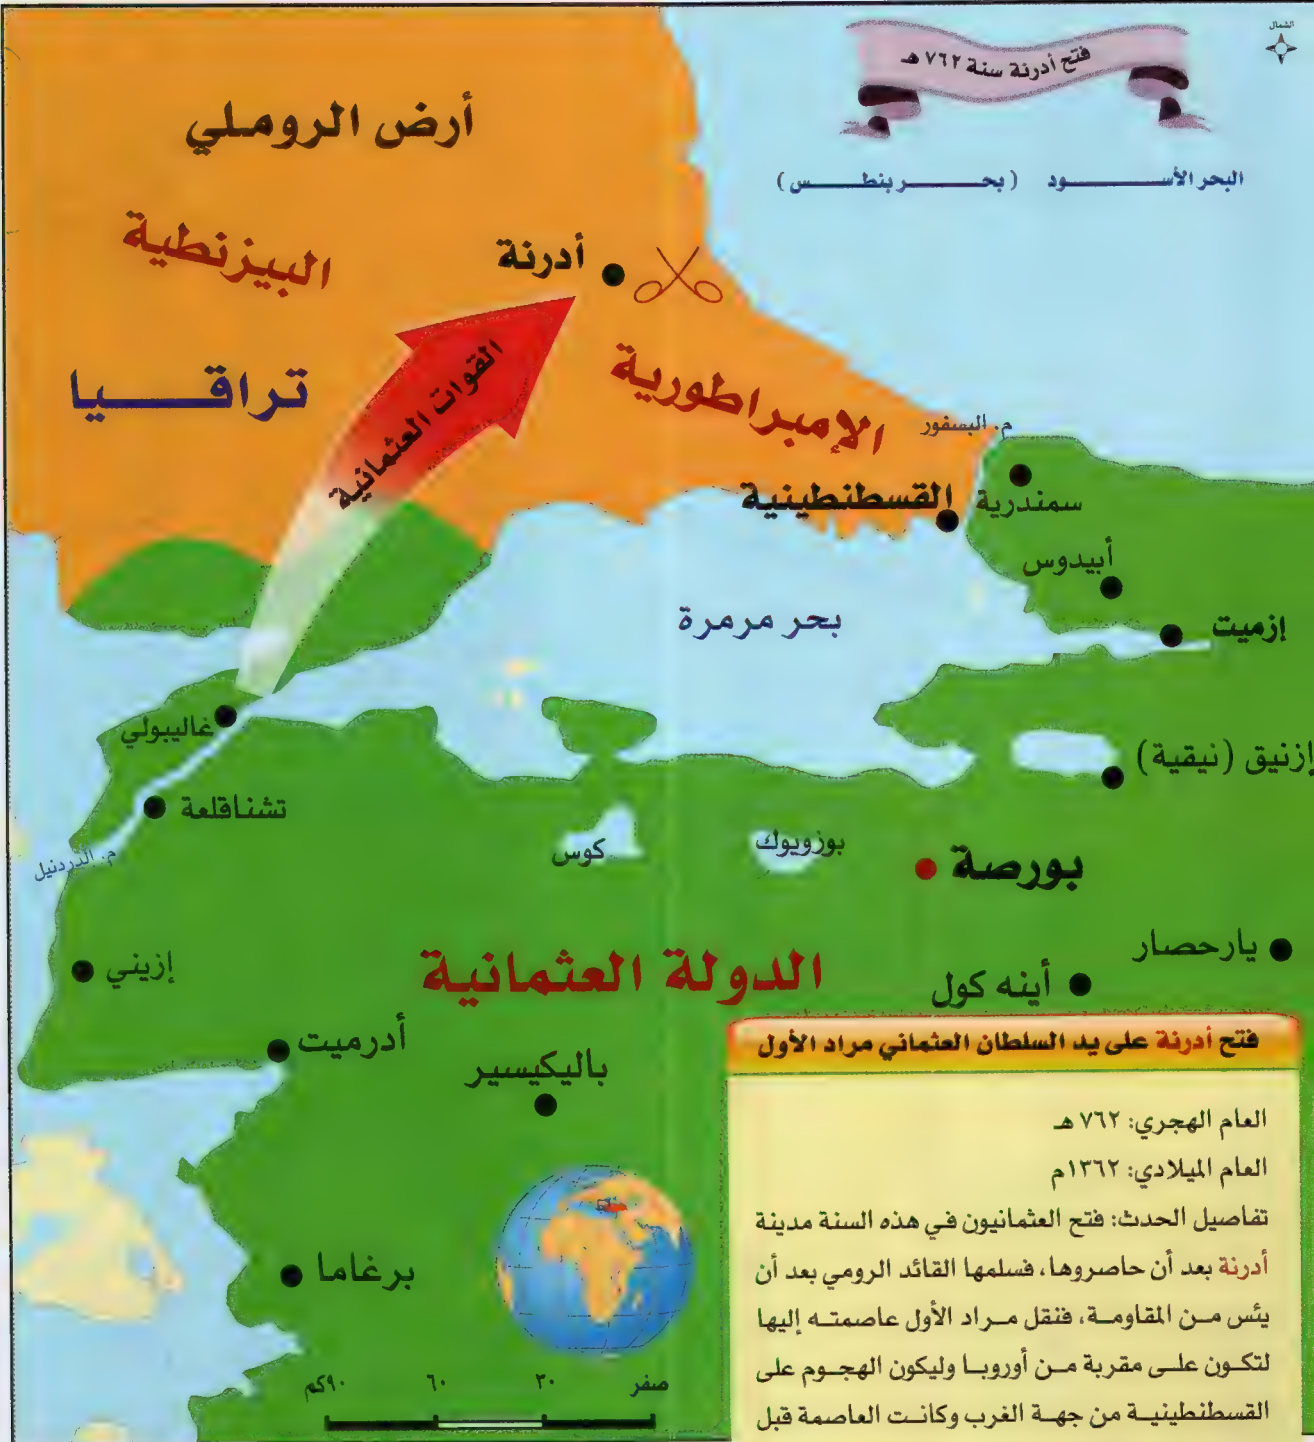 الشمال
فتح أدرنة سنة ٧٦٢ هـ
البحر الأسود (بحر بنطس)
أرض الروملي
أدرنة
البيزنطية
القوات العثمانية
الإمبراطورية
تراقيا
م. البسفور
سمندرية
القسطنطينية
أبيدوس
إزميت
بحر مرمرة
غاليبولي
إزنيق (نيقية)
تشناقلعة
م. الدردنيل
كوس
بوزويوك
بورصة
يارحصار
إزيني
الدولة العثمانية
أينه كول
أدرميت
باليكيسير
برغاما
صفر ٣٠ ٦٠ ٩٠كم
فتح أدرنة على يد السلطان العثماني مراد الأول
العام الهجري: ٧٦٢ هـ
العام الميلادي: ١٣٦٢م
تفاصيل الحدث: فتح العثمانيون في هذه السنة مدينة
أدرنة بعد أن حاصروها، فسلمها القائد الرومي بعد أن
يئس من المقاومة، فنقل مراد الأول عاصمته إليها
لتكون على مقربة من أوروبا وليكون الهجوم على
القسطنطينية من جهة الغرب وكانت العاصمة قبل